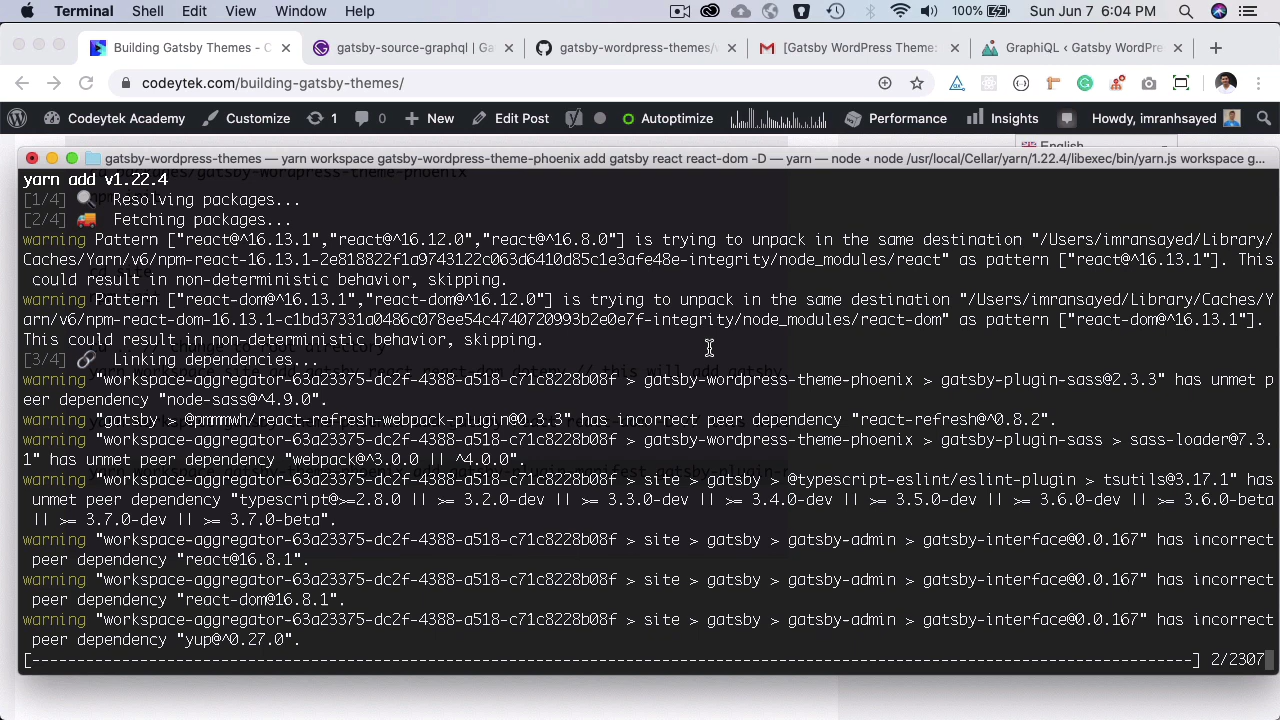 Terminal Shell Edit View Window Help 100% Sun Jun 7 6:04 PM
Building Gatsby Themes - C gatsby-source-graphql | Ga gatsby-wordpress-themes/ [Gatsby WordPress Theme: GraphiQL ‹ Gatsby WordPre
codeytek.com/building-gatsby-themes/
Codeytek Academy Customize 1 0 New Edit Post Autoptimize Performance Insights Howdy, imranhsayed
English
gatsby-wordpress-themes — yarn workspace gatsby-wordpress-theme-phoenix add gatsby react react-dom -D — yarn — node ◂ node /usr/local/Cellar/yarn/1.22.4/libexec/bin/yarn.js workspace g...
yarn add v1.22.4
[1/4] Resolving packages...
[2/4] Fetching packages...
warning Pattern ["react@^16.13.1","react@^16.12.0","react@^16.8.0"] is trying to unpack in the same destination "/Users/imransayed/Library/
Caches/Yarn/v6/npm-react-16.13.1-2e818822f1a9743122c063d6410d85c1e3afe48e-integrity/node_modules/react" as pattern ["react@^16.13.1"]. This
could result in non-deterministic behavior, skipping.
warning Pattern ["react-dom@^16.13.1","react-dom@^16.12.0"] is trying to unpack in the same destination "/Users/imransayed/Library/Caches/Y
arn/v6/npm-react-dom-16.13.1-c1bd37331a0486c078ee54c4740720993b2e0e7f-integrity/node_modules/react-dom" as pattern ["react-dom@^16.13.1"].
This could result in non-deterministic behavior, skipping.
[3/4] Linking dependencies...
warning "workspace-aggregator-63a23375-dc2f-4388-a518-c71c8228b08f > gatsby-wordpress-theme-phoenix > gatsby-plugin-sass@2.3.3" has unmet p
eer dependency "node-sass@^4.9.0".
warning "gatsby > @pmmmwh/react-refresh-webpack-plugin@0.3.3" has incorrect peer dependency "react-refresh@^0.8.2".
warning "workspace-aggregator-63a23375-dc2f-4388-a518-c71c8228b08f > gatsby-wordpress-theme-phoenix > gatsby-plugin-sass > sass-loader@7.3.
1" has unmet peer dependency "webpack@^3.0.0 || ^4.0.0".
warning "workspace-aggregator-63a23375-dc2f-4388-a518-c71c8228b08f > site > gatsby > @typescript-eslint/eslint-plugin > tsutils@3.17.1" has
unmet peer dependency "typescript@>=2.8.0 || >= 3.2.0-dev || >= 3.3.0-dev || >= 3.4.0-dev || >= 3.5.0-dev || >= 3.6.0-dev || >= 3.6.0-beta
|| >= 3.7.0-dev || >= 3.7.0-beta".
warning "workspace-aggregator-63a23375-dc2f-4388-a518-c71c8228b08f > site > gatsby > gatsby-admin > gatsby-interface@0.0.167" has incorrect
peer dependency "react@16.8.1".
warning "workspace-aggregator-63a23375-dc2f-4388-a518-c71c8228b08f > site > gatsby > gatsby-admin > gatsby-interface@0.0.167" has incorrect
peer dependency "react-dom@16.8.1".
warning "workspace-aggregator-63a23375-dc2f-4388-a518-c71c8228b08f > site > gatsby > gatsby-admin > gatsby-interface@0.0.167" has incorrect
peer dependency "yup@^0.27.0".
[----------------------------------------------------------------------------------------------------------------------------------] 2/2307